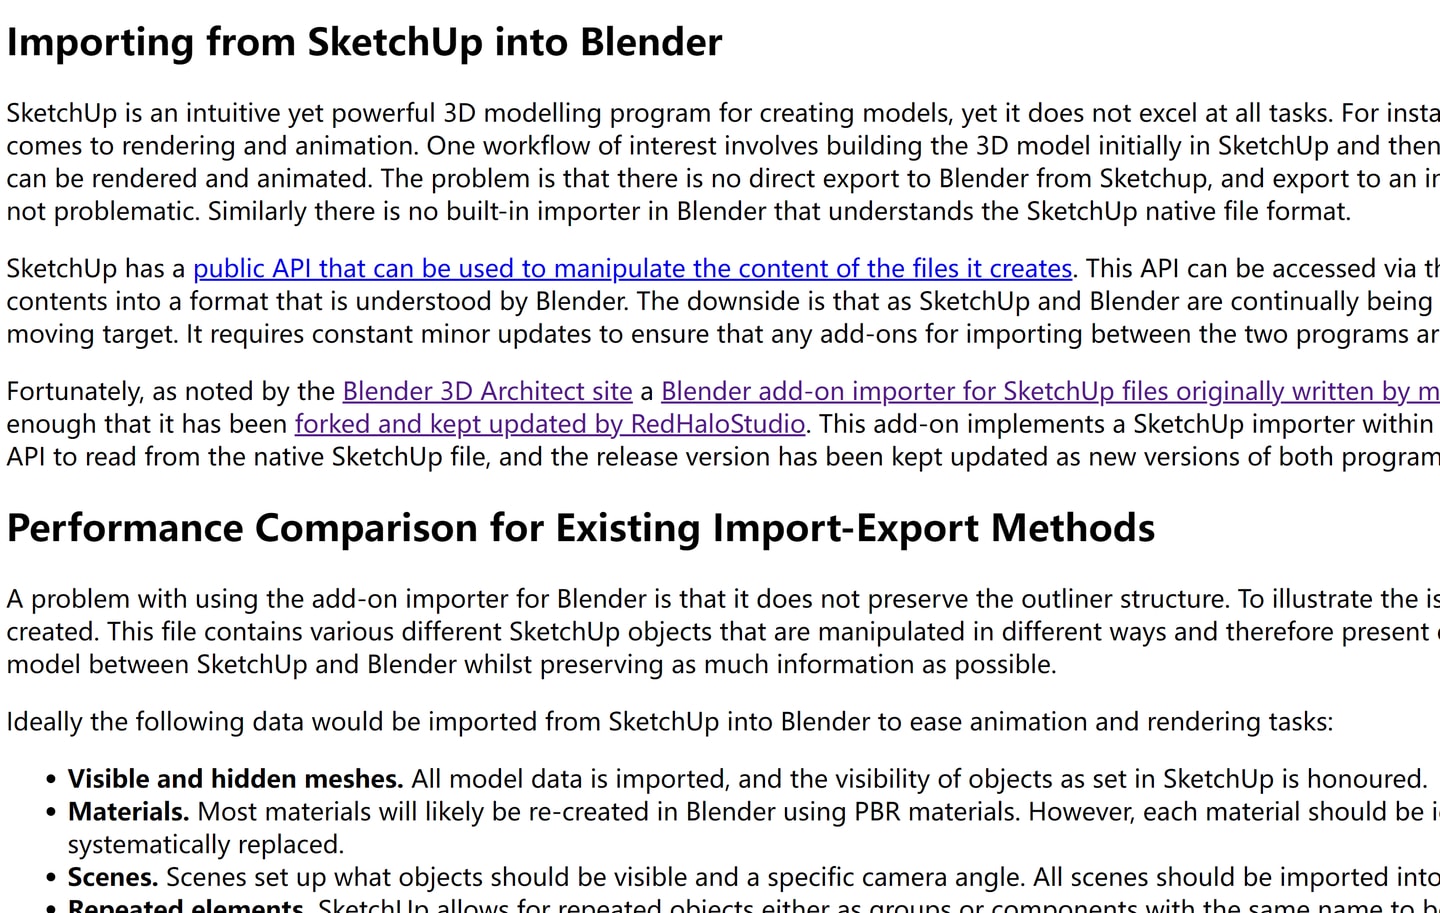 Importing from SketchUp into Blender
SketchUp is an intuitive yet powerful 3D modelling program for creating models, yet it does not excel at all tasks. For
comes to rendering and animation. One workflow of interest involves building the 3D model initially in SketchUp and then
can be rendered and animated. The problem is that there is no direct export to Blender from Sketchup, and export to an
not problematic. Similarly there is no built-in importer in Blender that understands the SketchUp native file format.
SketchUp has a public API that can be used to manipulate the content of the files it creates. This API can be accessed via
contents into a format that is understood by Blender. The downside is that as SketchUp and Blender are continually being
moving target. It requires constant minor updates to ensure that any add-ons for importing between the two programs
Fortunately, as noted by the Blender 3D Architect site a Blender add-on importer for SketchUp files originally written by
enough that it has been forked and kept updated by RedHaloStudio. This add-on implements a SketchUp importer within
API to read from the native SketchUp file, and the release version has been kept updated as new versions of both program
Performance Comparison for Existing Import-Export Methods
A problem with using the add-on importer for Blender is that it does not preserve the outliner structure. To illustrate the
created. This file contains various different SketchUp objects that are manipulated in different ways and therefore present
model between SketchUp and Blender whilst preserving as much information as possible.
Ideally the following data would be imported from SketchUp into Blender to ease animation and rendering tasks:
• Visible and hidden meshes. All model data is imported, and the visibility of objects as set in SketchUp is honoured.
• Materials. Most materials will likely be re-created in Blender using PBR materials. However, each material should be
systematically replaced.
• Scenes. Scenes set up what objects should be visible and a specific camera angle. All scenes should be imported into
• Repeated elements. SketchUp allows for repeated objects either as groups or components with the same name to